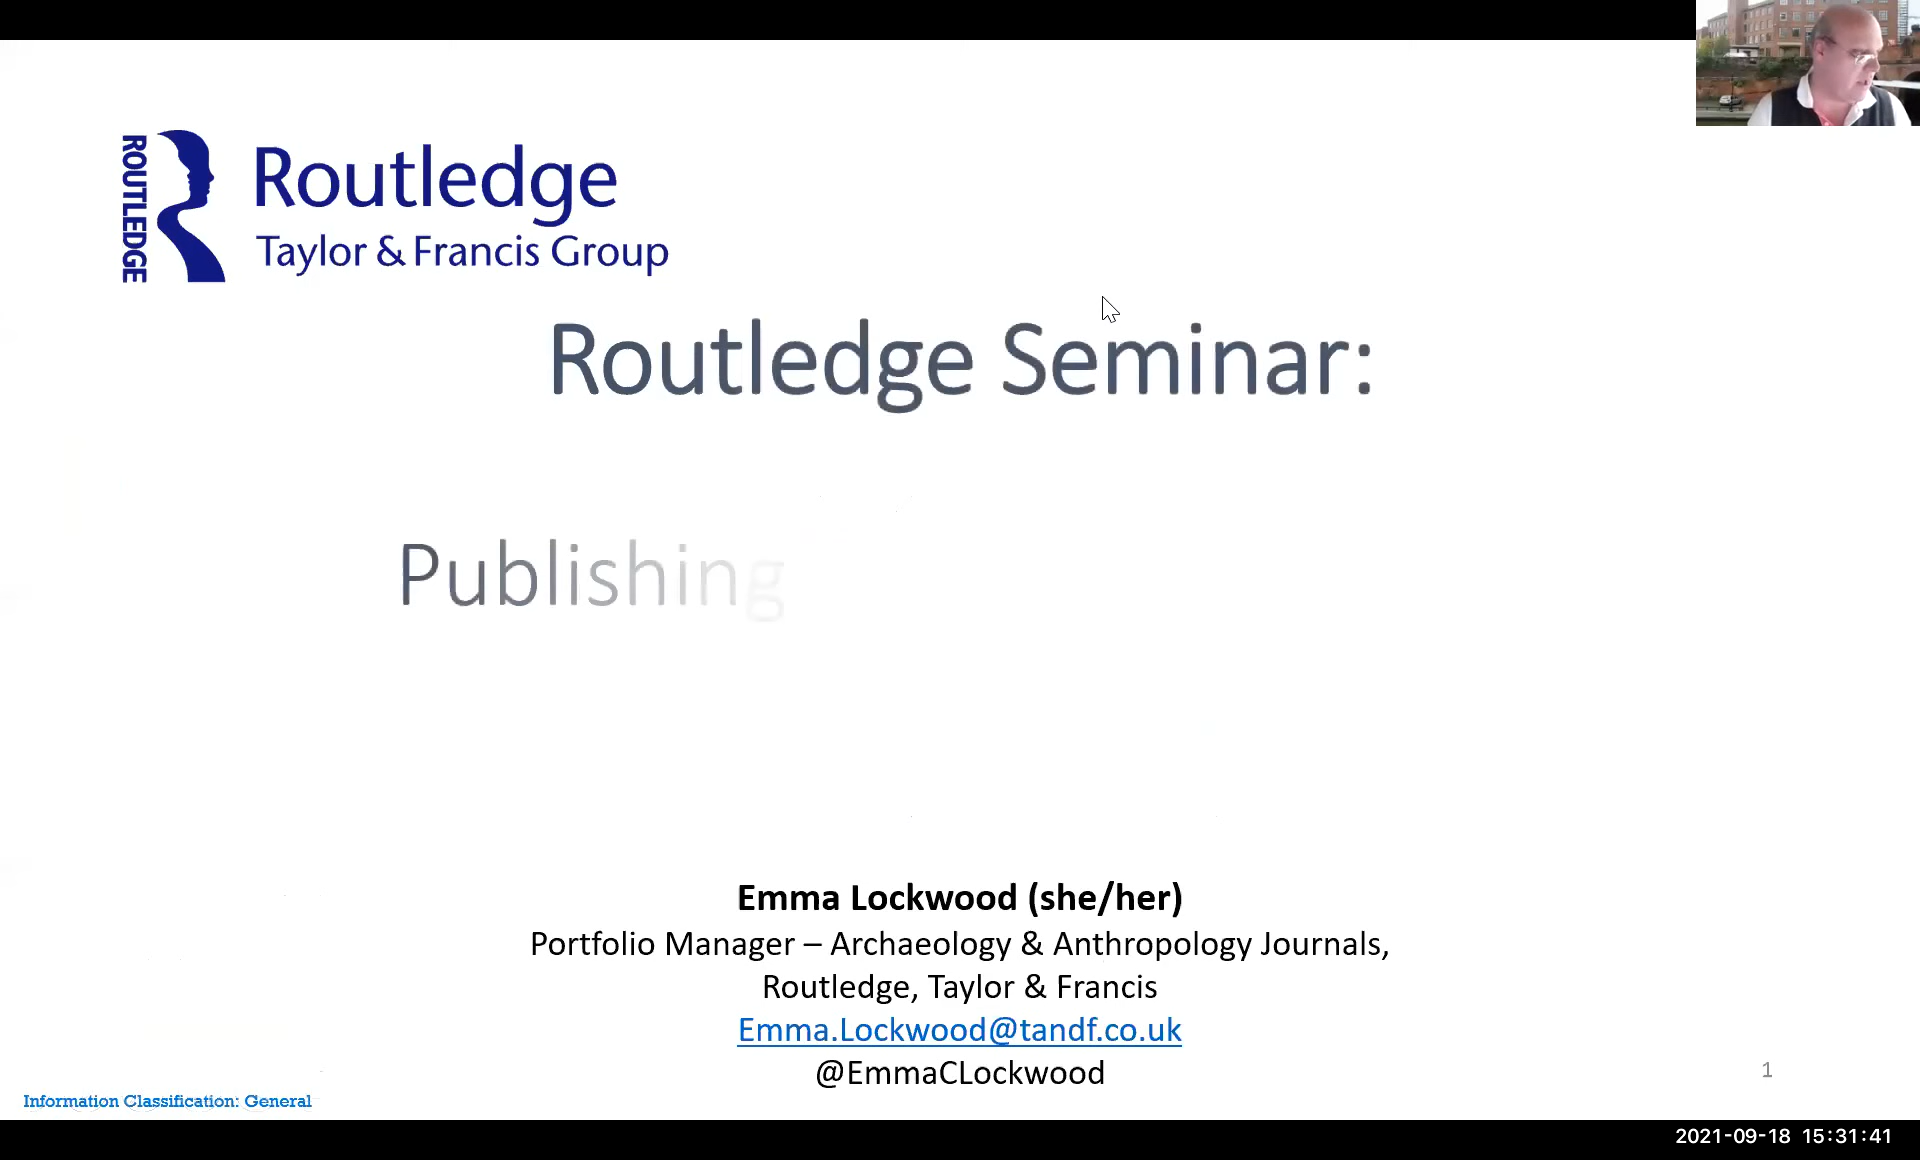 ROUTLEDGE
Routledge
Taylor & Francis Group
Routledge Seminar:
Publishing
Emma Lockwood (she/her)
Portfolio Manager – Archaeology & Anthropology Journals,
Routledge, Taylor & Francis
Emma.Lockwood@tandf.co.uk
@EmmaCLockwood
1
Information Classification: General
2021-09-18 15:31:41